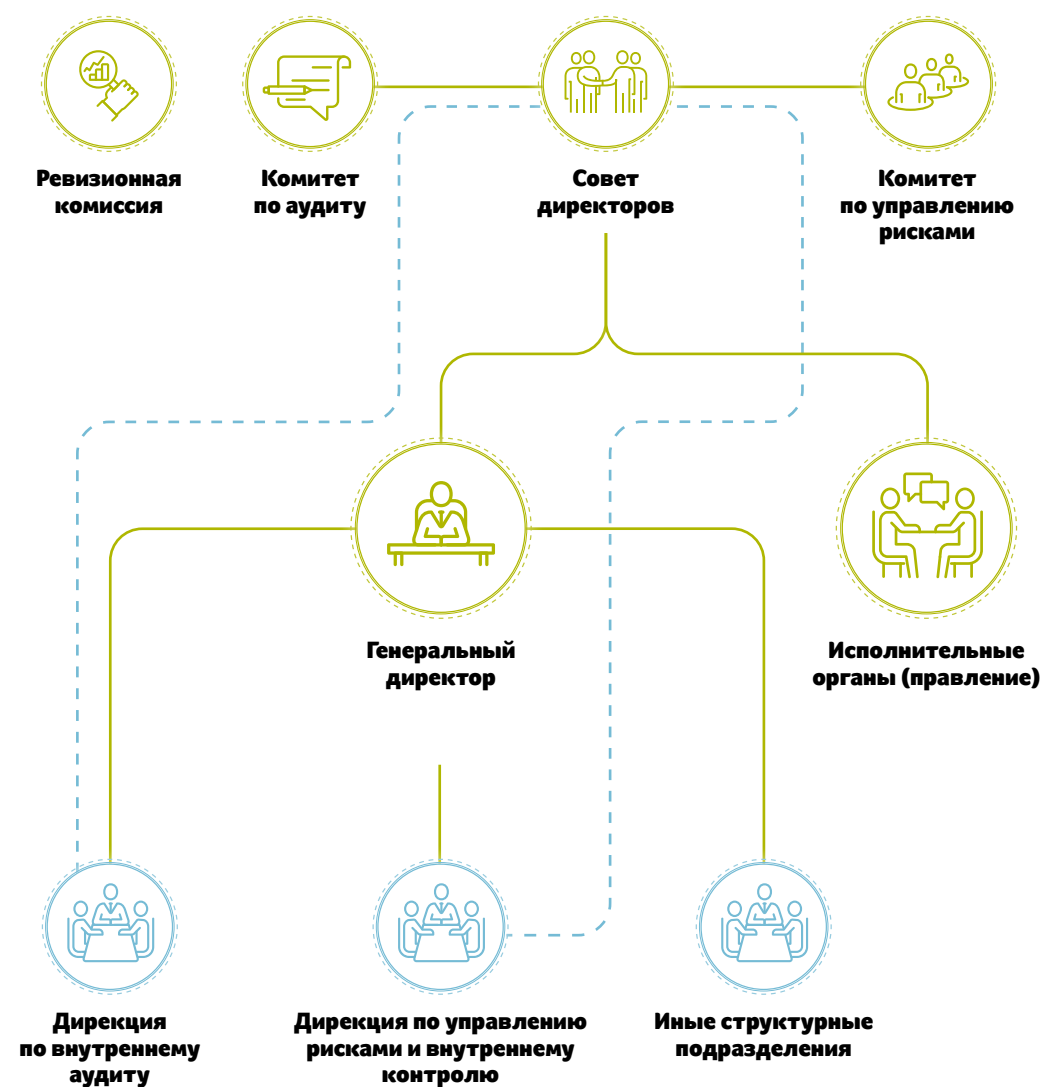 Ревизионная
комиссия
Комитет
по аудиту
Совет
директоров
Комитет
по управлению
рисками
Генеральный
директор
Исполнительные
органы (правление)
Дирекция
по внутреннему
аудиту
Дирекция по управлению
рисками и внутреннему
контролю
Иные структурные
подразделения